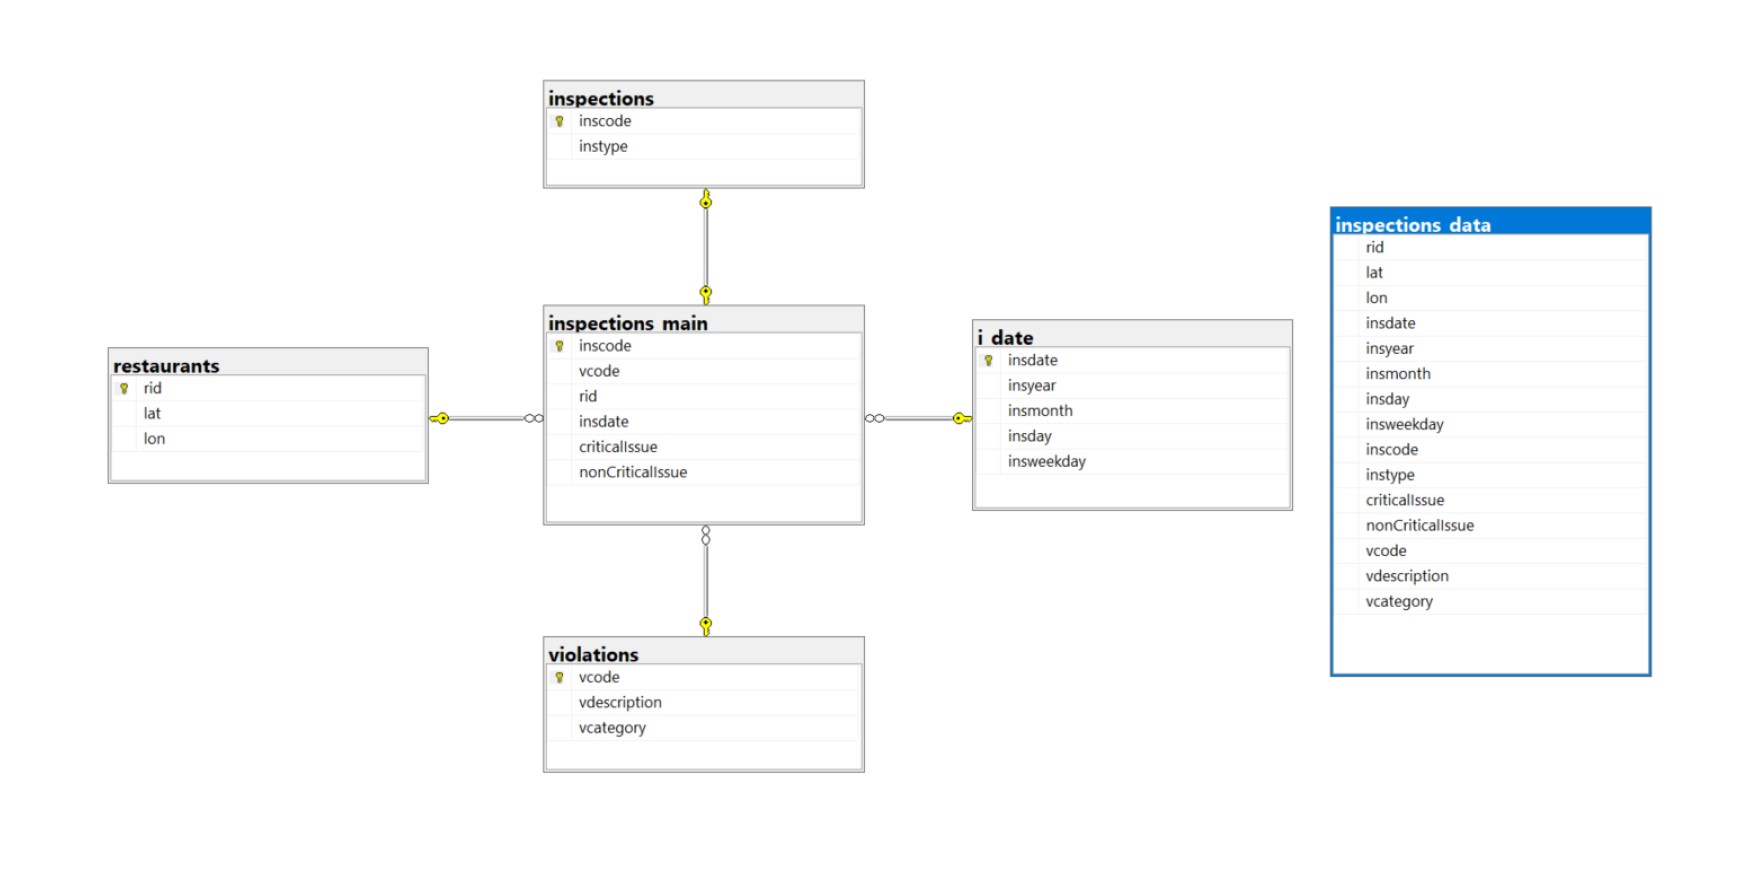 inspections
inscode
instype
inspections_data
rid
lat
lon
insdate
insyear
insmonth
insday
insweekday
inscode
instype
criticalIssue
nonCriticalIssue
vcode
vdescription
vcategory
inspections_main
inscode
vcode
rid
insdate
criticalIssue
nonCriticalIssue
i_date
insdate
insyear
insmonth
insday
insweekday
restaurants
rid
lat
lon
violations
vcode
vdescription
vcategory